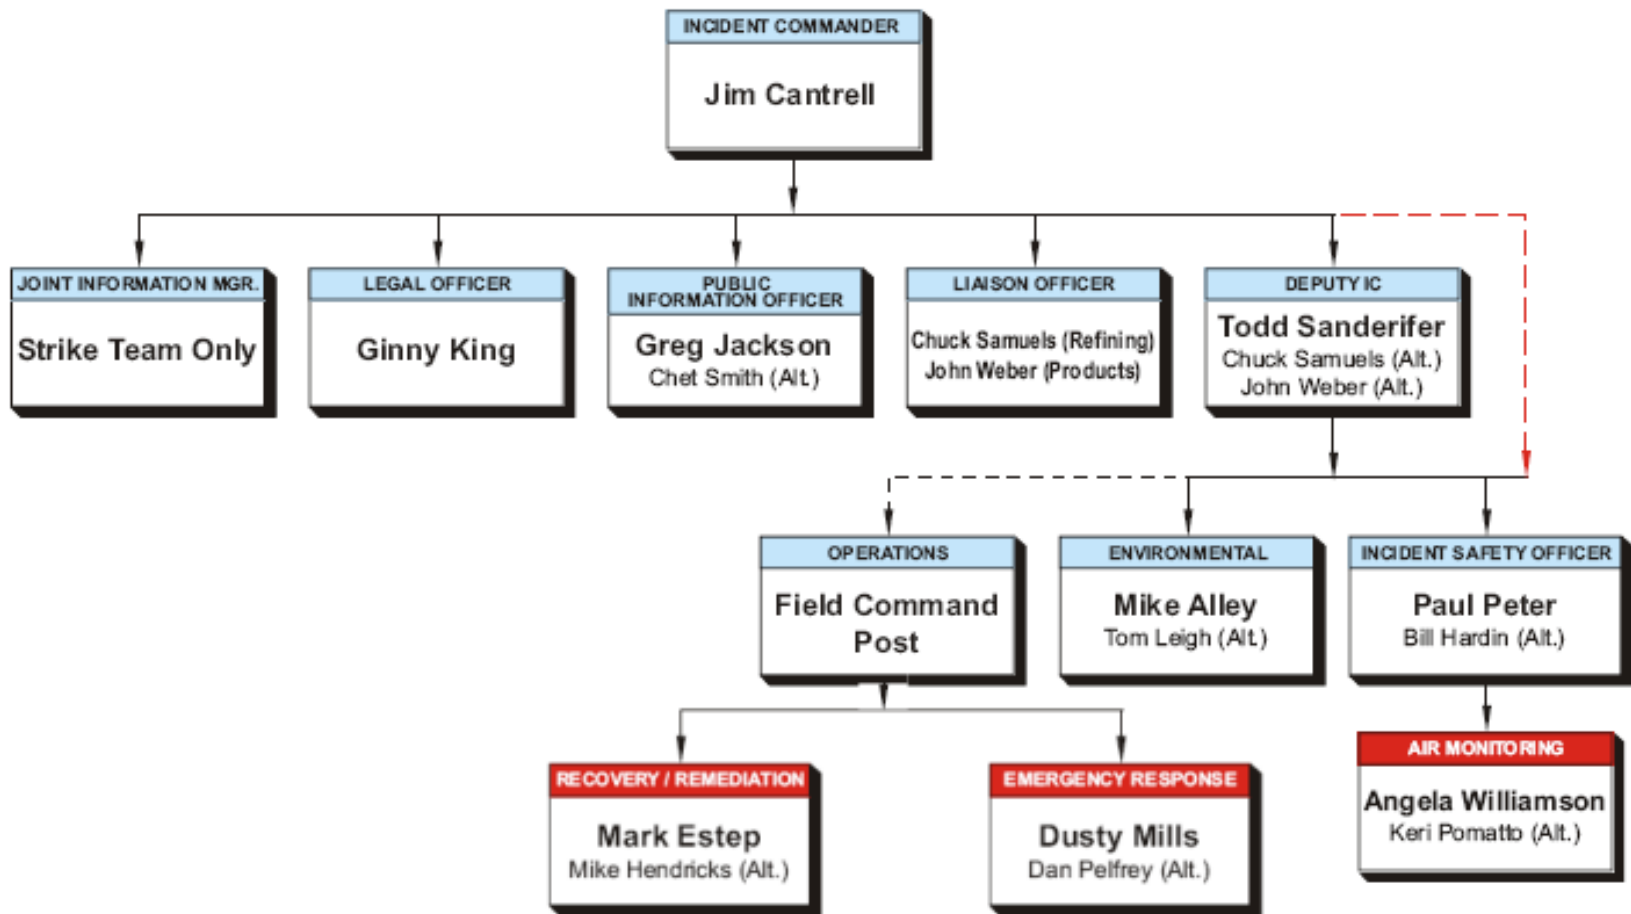 INCIDENT COMMANDER
Jim Cantrell
JOINT INFORMATION MGR.
Strike Team Only
LEGAL OFFICER
Ginny King
PUBLIC
INFORMATION OFFICER
Greg Jackson
Chet Smith (Alt.)
LIAISON OFFICER
Chuck Samuels (Refining)
John Weber (Products)
DEPUTY IC
Todd Sanderifer
Chuck Samuels (Alt.)
John Weber (Alt.)
OPERATIONS
Field Command
Post
ENVIRONMENTAL
Mike Alley
Tom Leigh (Alt.)
INCIDENT SAFETY OFFICER
Paul Peter
Bill Hardin (Alt.)
RECOVERY / REMEDIATION
Mark Estep
Mike Hendricks (Alt.)
EMERGENCY RESPONSE
Dusty Mills
Dan Pelfrey (Alt.)
AIR MONITORING
Angela Williamson
Keri Pomatto (Alt.)